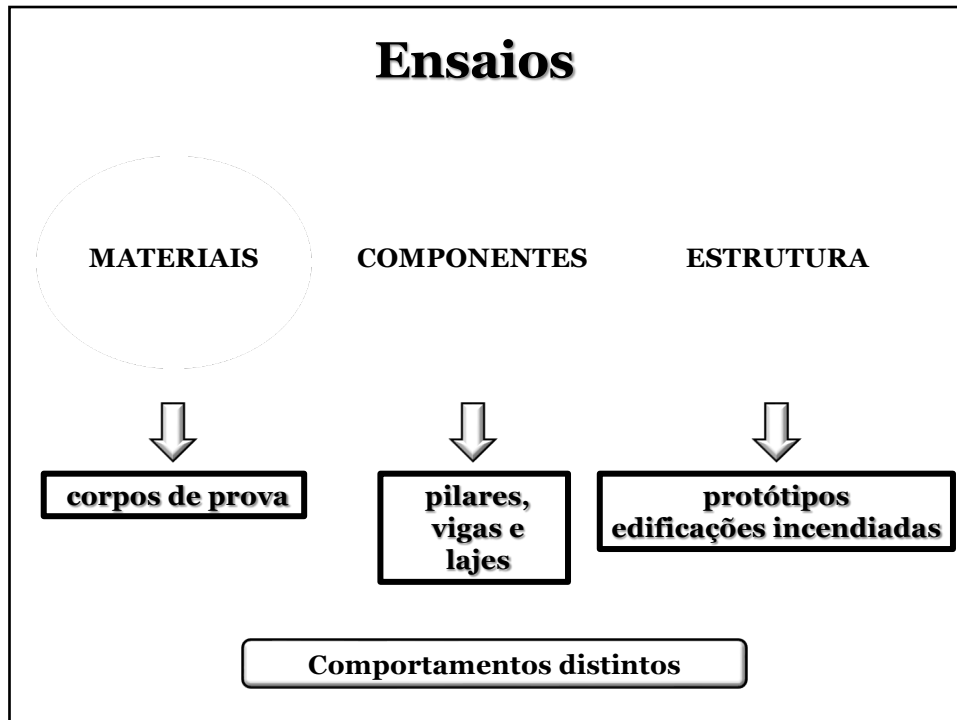 Ensaios
MATERIAIS
COMPONENTES
ESTRUTURA
corpos de prova
pilares,
vigas e
lajes
protótipos
edificações incendiadas
Comportamentos distintos